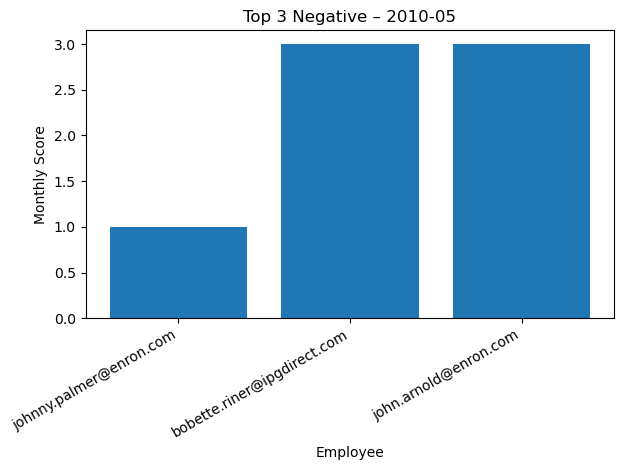 Top 3 Negative – 2010-05
Monthly Score
3.0
2.5
2.0
1.5
1.0
0.5
0.0
johnny.palmer@enron.com
bobette.riner@ipgdirect.com
john.arnold@enron.com
Employee